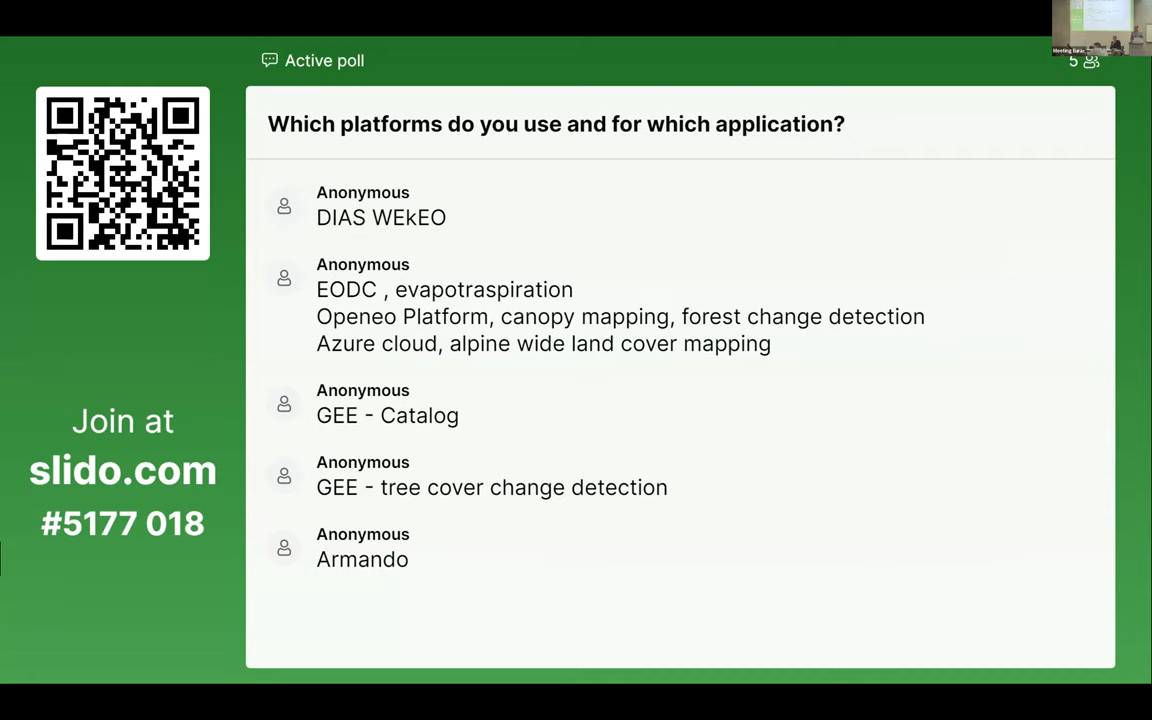 Active poll
5
Meeting
Which platforms do you use and for which application?
Anonymous
DIAS WEkEO
Anonymous
EODC , evapotraspiration
Openeo Platform, canopy mapping, forest change detection
Azure cloud, alpine wide land cover mapping
Anonymous
GEE - Catalog
Anonymous
GEE - tree cover change detection
Anonymous
Armando
Join at
slido.com
#5177 018